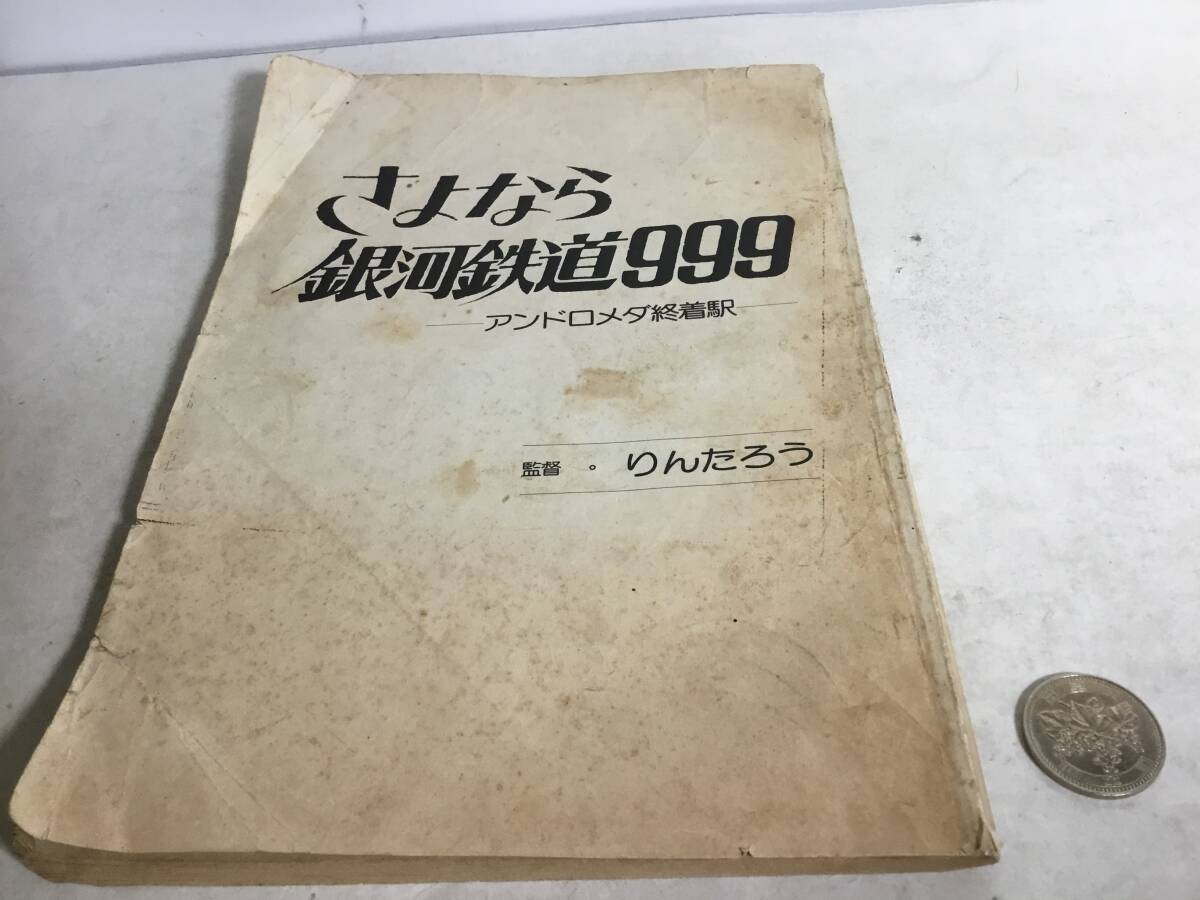 さよなら
銀河鉄道999
アンドロメダ終着駅
監督 。 りんたろう